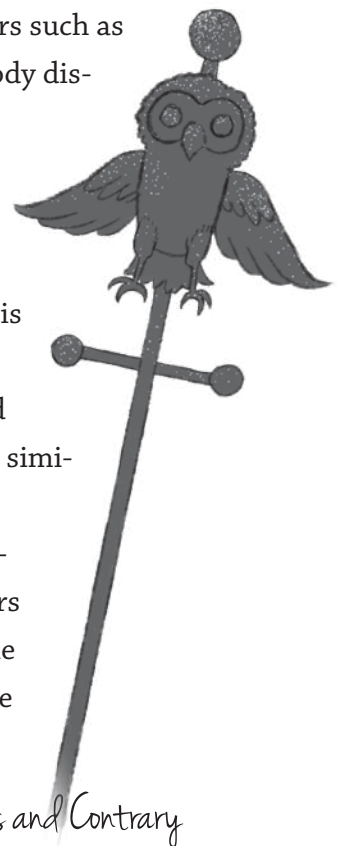 rs such as
ody dis-
is
d
simi-
-
rs
e
e
s and Contrary